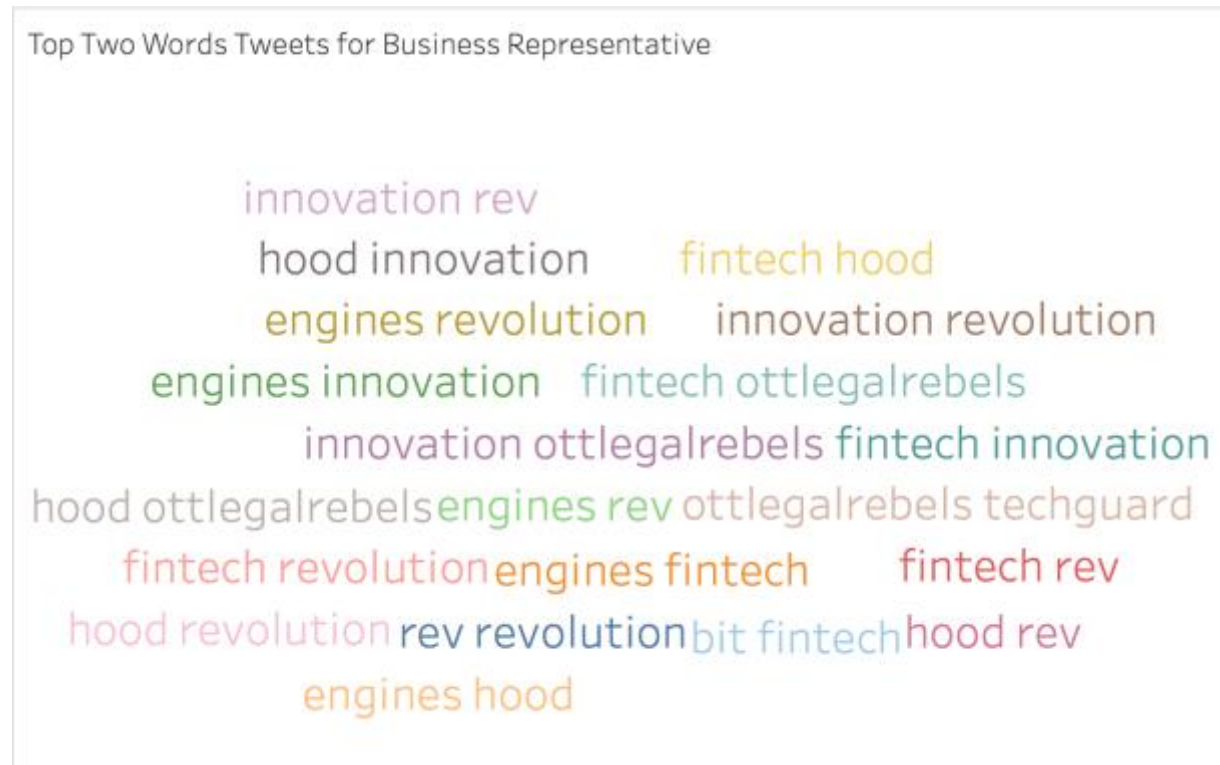 Top Two Words Tweets for Business Representative
innovation rev
hood innovation fintech hood
engines revolution innovation revolution
engines innovation fintech ottlegalrebels
innovation ottlegalrebels fintech innovation
hood ottlegalrebels engines rev ottlegalrebels techguard
fintech revolution engines fintech fintech rev
hood revolution rev revolution bit fintech hood rev
engines hood